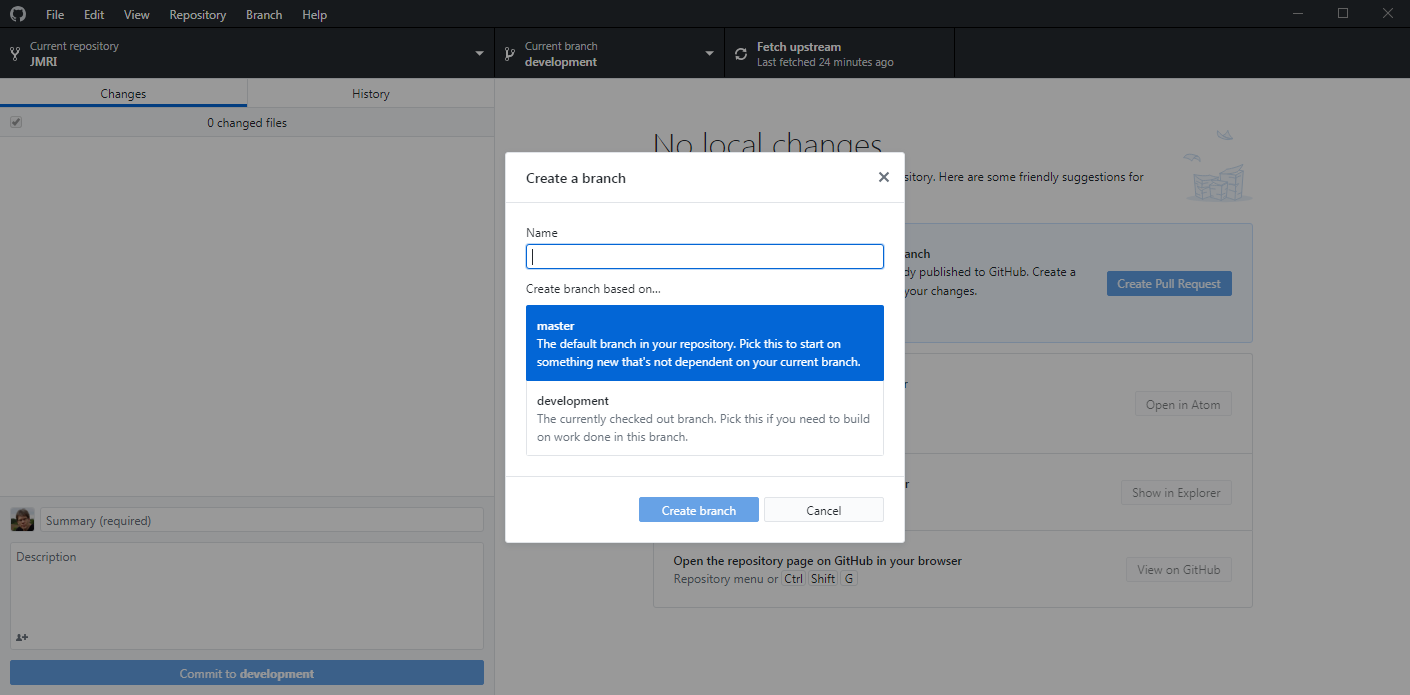 File Edit View Repository Branch Help
Current repository
JMRI
Current branch
development
Fetch upstream
Last fetched 24 minutes ago
Changes History
0 changed files
No local changes
sitory. Here are some friendly suggestions for
anch
dy published to GitHub. Create a
your changes.
Create Pull Request
r
Open in Atom
r
Show in Explorer
Open the repository page on GitHub in your browser
Repository menu or Ctrl Shift G
View on GitHub
Create a branch
Name
Create branch based on...
master
The default branch in your repository. Pick this to start on
something new that's not dependent on your current branch.
development
The currently checked out branch. Pick this if you need to build
on work done in this branch.
Create branch Cancel
Summary (required)
Description
Commit to development